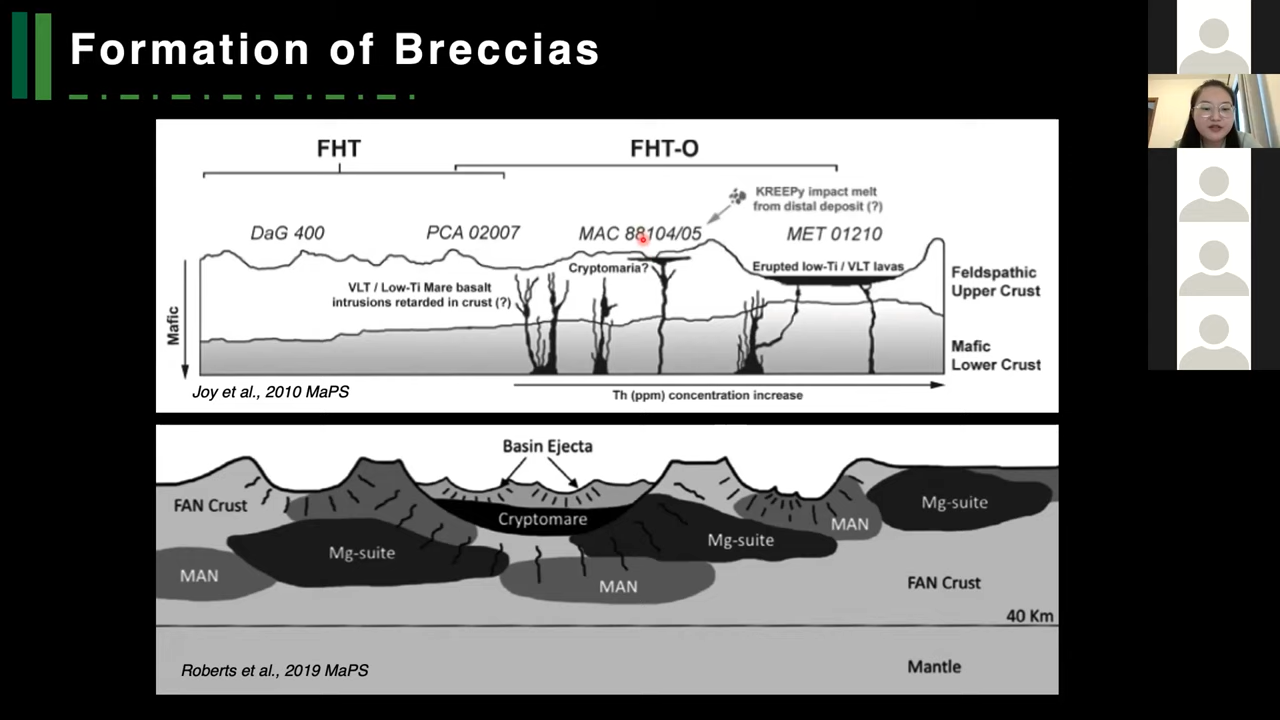 Formation of Breccias
FHT
FHT-O
KREEPy impact melt
from distal deposit (?)
DaG 400
PCA 02007
MAC 88104/05
MET 01210
Cryptomaria?
Erupted low-Ti / VLT lavas
VLT / Low-Ti Mare basalt
intrusions retarded in crust (?)
Feldspathic
Upper Crust
Mafic
Mafic
Lower Crust
Joy et al., 2010 MaPS
Th (ppm) concentration increase
Basin Ejecta
FAN Crust
Cryptomare
Mg-suite
MAN
Mg-suite
Mg-suite
MAN
MAN
FAN Crust
40 Km
Roberts et al., 2019 MaPS
Mantle